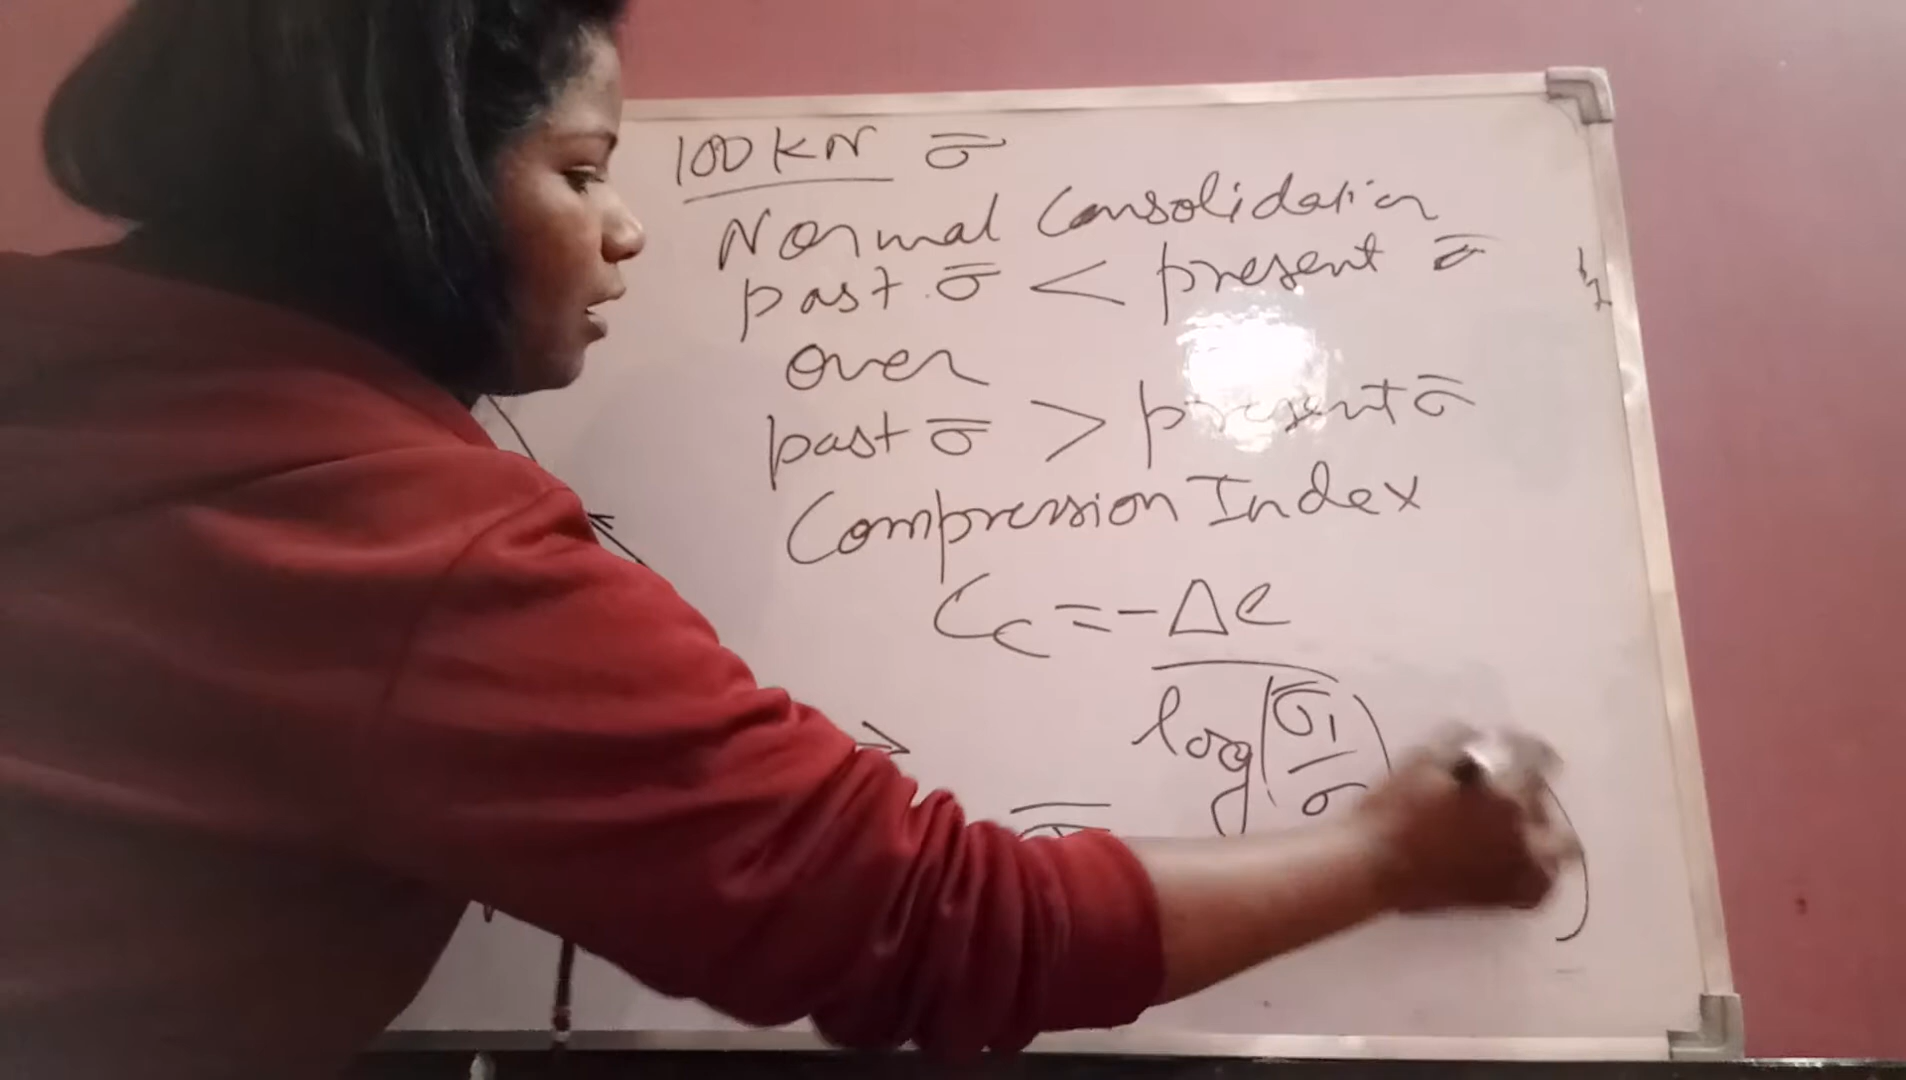 100 KN σ̅
Normal Consolidation
past σ̅ < present σ̅
over
past σ̅ > present σ̅
Compression Index
Cc = -Δe
log(σ̅1/σ